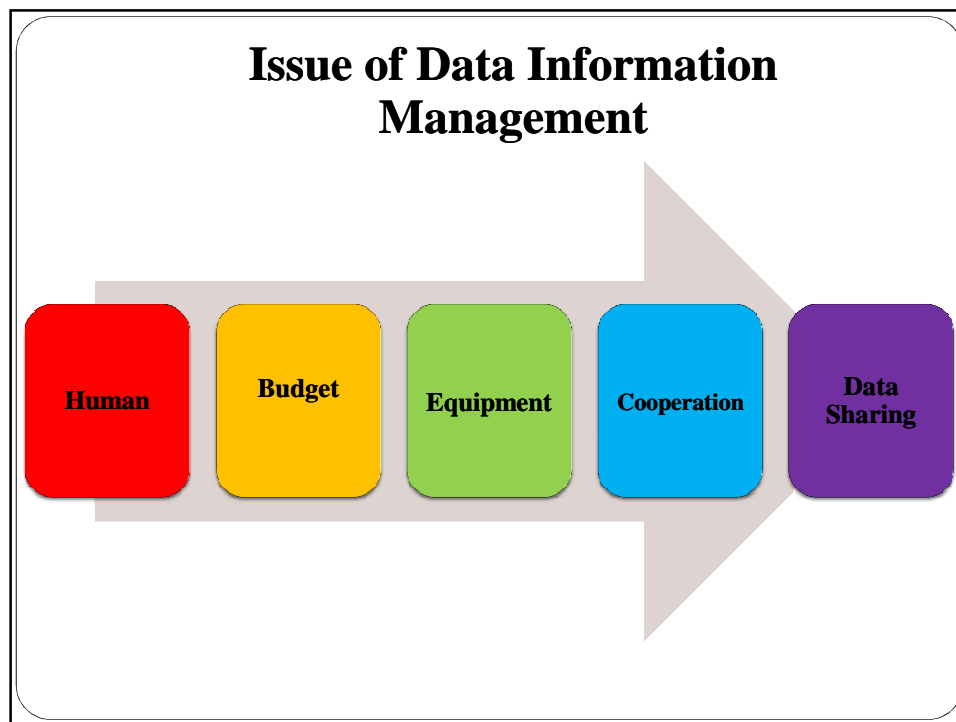 Issue of Data Information
Management
Human
Budget
Equipment
Cooperation
Data
Sharing